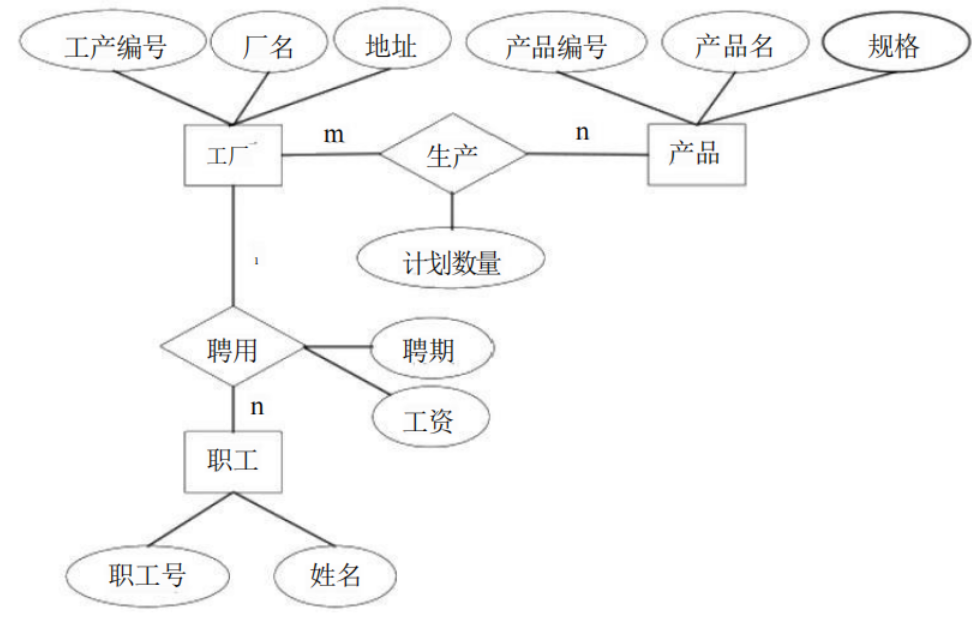 工产编号 厂名 地址 产品编号 产品名 规格
工厂 m 生产 n 产品
计划数量
1
聘用 聘期
工资
n
职工
职工号 姓名